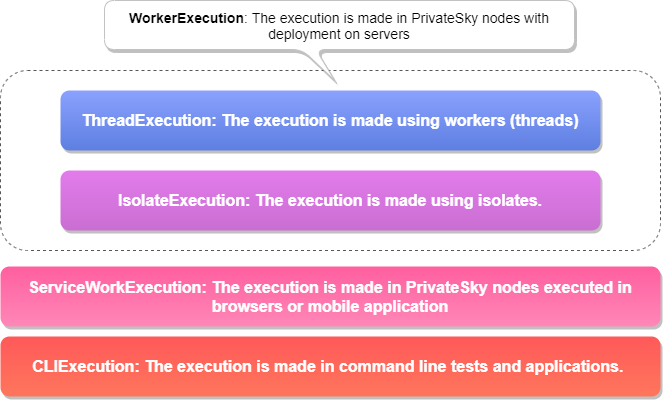 WorkerExecution: The execution is made in PrivateSky nodes with
deployment on servers
ThreadExecution: The execution is made using workers (threads)
IsolateExecution: The execution is made using isolates.
ServiceWorkExecution: The execution is made in PrivateSky nodes executed in
browsers or mobile application
CLIExecution: The execution is made in command line tests and applications.